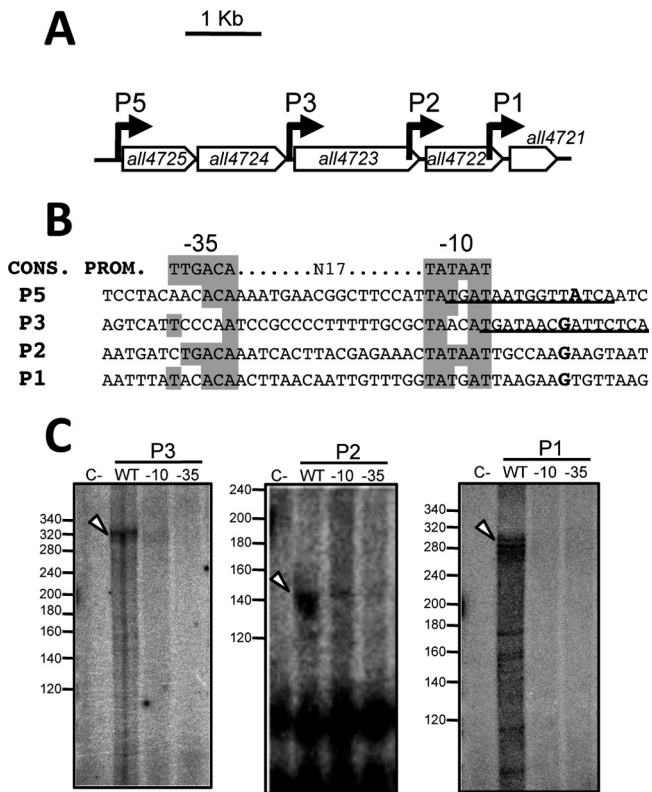 A
1 Kb
P5 P3 P2 P1
all4725 all4724 all4723 all4722 all4721
B
-35 -10
CONS. PROM. TTGACA.......N17.......TATAAT
P5 TCCTACAACACAAAATGAACGGCTTCCATTATGATAATGGTTATCAATC
P3 AGTCATTCCCAATCCGCCCCTTTTTGCGCTAACATGATAACGATTCTCA
P2 AATGATCTGACAAATCACTTACGAGAAACTATAATTGCCAAGAAGTAAT
P1 AATTTATACACAACTTAACAATTGTTTGGTATGATTAAGAAGTGTTAAG
C
P3
C- WT -10 -35
340
320
280
240
200
180
160
140
120
P2
C- WT -10 -35
240
200
180
160
140
120
P1
C- WT -10 -35
340
320
280
200
180
160
140
120